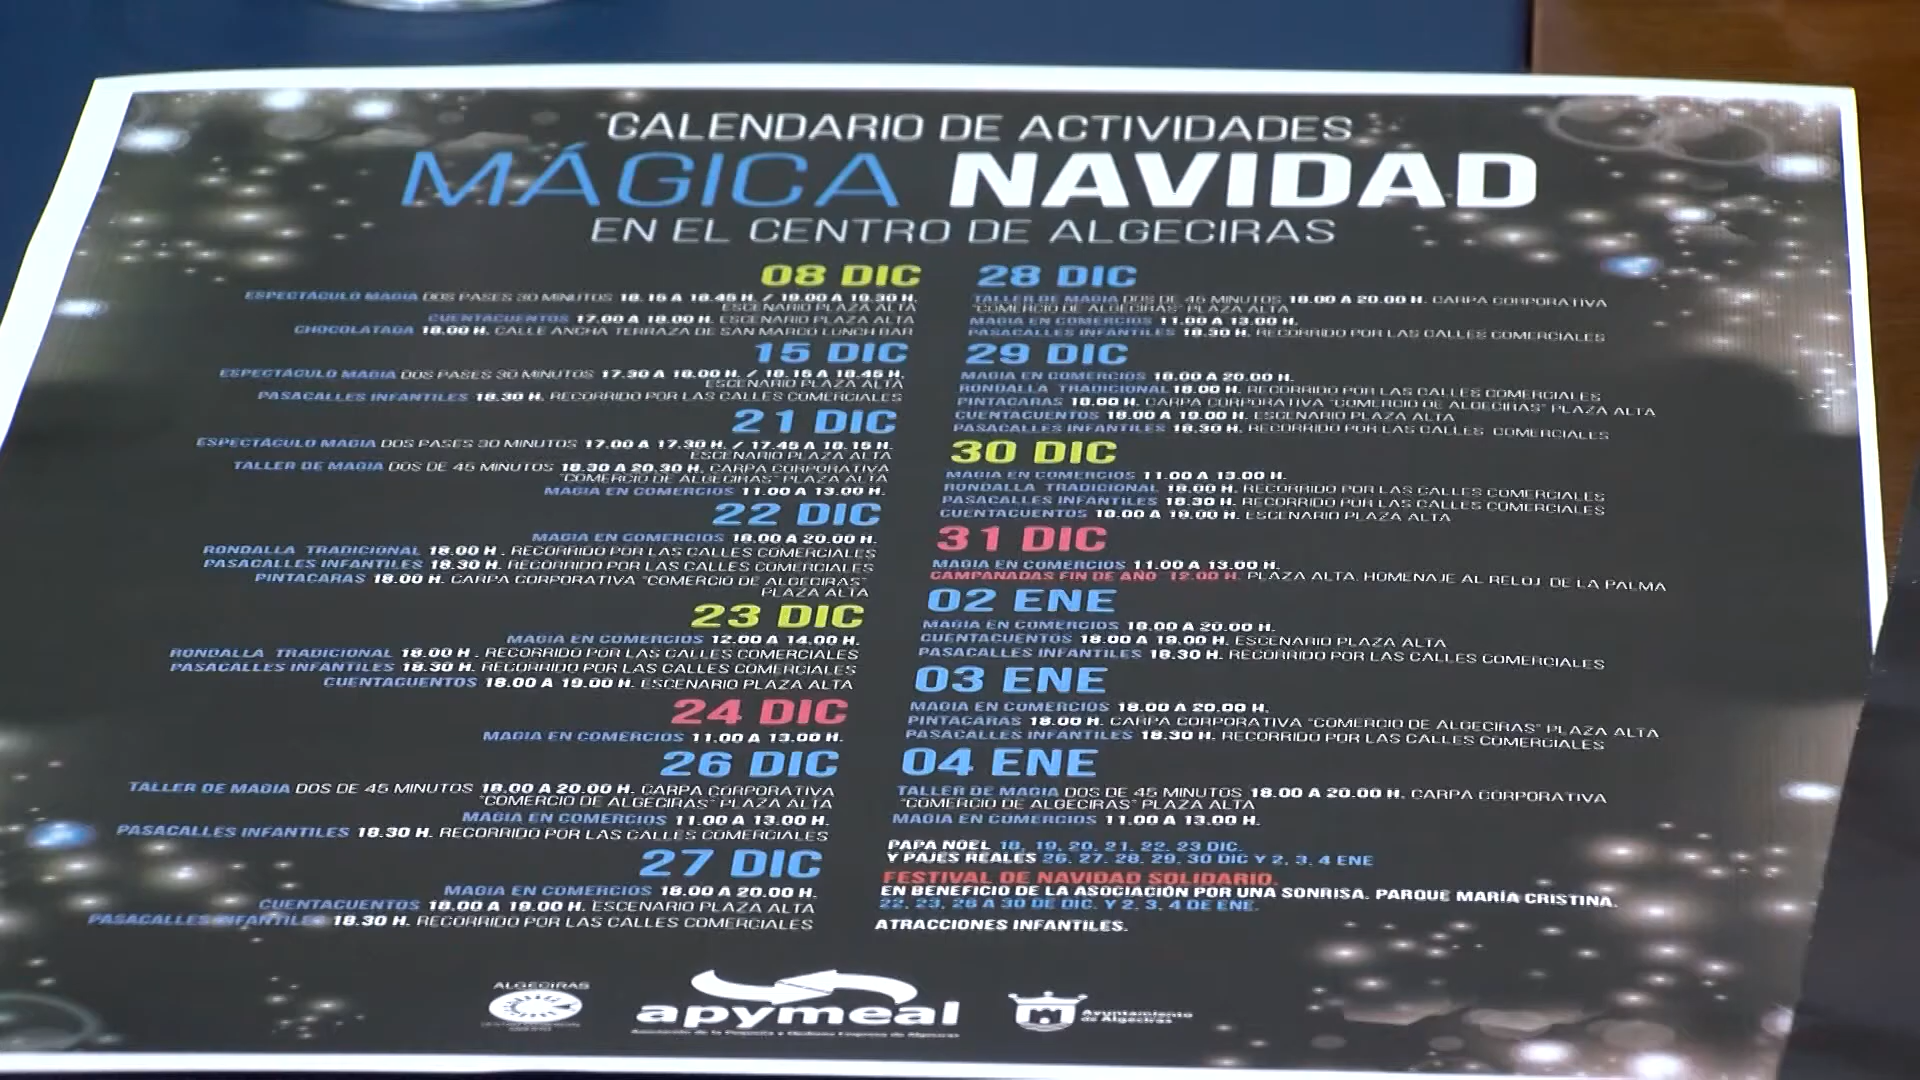 CALENDARIO DE ACTIVIDADES
MÁGICA NAVIDAD
EN EL CENTRO DE ALGECIRAS
08 DIC
ESPECTÁCULO MAGIA DOS PASES 30 MINUTOS 18.15 A 18.45 H. / 19.00 A 19.30 H.
ESCENARIO PLAZA ALTA
CUENTACUENTOS 17.00 A 18.00 H. ESCENARIO PLAZA ALTA
CHOCOLATADA 18.00 H. CALLE ANCHA TERRAZA DE SAN MARCO LUNCH BAR
15 DIC
ESPECTÁCULO MAGIA DOS PASES 30 MINUTOS 17.30 A 18.00 H. / 18.15 A 18.45 H.
ESCENARIO PLAZA ALTA
PASACALLES INFANTILES 18.30 H. RECORRIDO POR LAS CALLES COMERCIALES
21 DIC
ESPECTÁCULO MAGIA DOS PASES 30 MINUTOS 17.00 A 17.30 H. / 17.45 A 18.15 H.
ESCENARIO PLAZA ALTA
TALLER DE MAGIA DOS DE 45 MINUTOS 18.30 A 20.30 H. CARPA CORPORATIVA
"COMERCIO DE ALGECIRAS" PLAZA ALTA
MAGIA EN COMERCIOS 11.00 A 13.00 H.
22 DIC
MAGIA EN COMERCIOS 18.00 A 20.00 H.
RONDALLA TRADICIONAL 18.00 H . RECORRIDO POR LAS CALLES COMERCIALES
PASACALLES INFANTILES 18.30 H. RECORRIDO POR LAS CALLES COMERCIALES
PINTACARAS 18.00 H. CARPA CORPORATIVA "COMERCIO DE ALGECIRAS"
PLAZA ALTA
23 DIC
MAGIA EN COMERCIOS 12.00 A 14.00 H.
RONDALLA TRADICIONAL 18.00 H . RECORRIDO POR LAS CALLES COMERCIALES
PASACALLES INFANTILES 18.30 H. RECORRIDO POR LAS CALLES COMERCIALES
CUENTACUENTOS 18.00 A 19.00 H. ESCENARIO PLAZA ALTA
24 DIC
MAGIA EN COMERCIOS 11.00 A 13.00 H.
26 DIC
TALLER DE MAGIA DOS DE 45 MINUTOS 18.00 A 20.00 H. CARPA CORPORATIVA
"COMERCIO DE ALGECIRAS" PLAZA ALTA
MAGIA EN COMERCIOS 11.00 A 13.00 H.
PASACALLES INFANTILES 18.30 H. RECORRIDO POR LAS CALLES COMERCIALES
27 DIC
MAGIA EN COMERCIOS 18.00 A 20.00 H.
CUENTACUENTOS 18.00 A 19.00 H. ESCENARIO PLAZA ALTA
PASACALLES INFANTILES 18.30 H. RECORRIDO POR LAS CALLES COMERCIALES
28 DIC
TALLER DE MAGIA DOS DE 45 MINUTOS 18.00 A 20.00 H. CARPA CORPORATIVA
"COMERCIO DE ALGECIRAS" PLAZA ALTA
MAGIA EN COMERCIOS 11.00 A 13.00 H.
PASACALLES INFANTILES 18.30 H. RECORRIDO POR LAS CALLES COMERCIALES
29 DIC
MAGIA EN COMERCIOS 18.00 A 20.00 H.
RONDALLA TRADICIONAL 18.00 H. RECORRIDO POR LAS CALLES COMERCIALES
PINTACARAS 18.00 H. CARPA CORPORATIVA "COMERCIO DE ALGECIRAS" PLAZA ALTA
CUENTACUENTOS 18.00 A 19.00 H. ESCENARIO PLAZA ALTA
PASACALLES INFANTILES 18.30 H. RECORRIDO POR LAS CALLES COMERCIALES
30 DIC
MAGIA EN COMERCIOS 11.00 A 13.00 H.
RONDALLA TRADICIONAL 18.00 H. RECORRIDO POR LAS CALLES COMERCIALES
PASACALLES INFANTILES 18.30 H. RECORRIDO POR LAS CALLES COMERCIALES
CUENTACUENTOS 18.00 A 19.00 H. ESCENARIO PLAZA ALTA
31 DIC
MAGIA EN COMERCIOS 11.00 A 13.00 H.
CAMPANADAS FIN DE AÑO 12.00 H. PLAZA ALTA. HOMENAJE AL RELOJ DE LA PALMA
02 ENE
MAGIA EN COMERCIOS 18.00 A 20.00 H.
CUENTACUENTOS 18.00 A 19.00 H. ESCENARIO PLAZA ALTA
PASACALLES INFANTILES 18.30 H. RECORRIDO POR LAS CALLES COMERCIALES
03 ENE
MAGIA EN COMERCIOS 18.00 A 20.00 H.
PINTACARAS 18.00 H. CARPA CORPORATIVA "COMERCIO DE ALGECIRAS" PLAZA ALTA
PASACALLES INFANTILES 18.30 H. RECORRIDO POR LAS CALLES COMERCIALES
04 ENE
TALLER DE MAGIA DOS DE 45 MINUTOS 18.00 A 20.00 H. CARPA CORPORATIVA
"COMERCIO DE ALGECIRAS" PLAZA ALTA
MAGIA EN COMERCIOS 11.00 A 13.00 H.
PAPA NOEL 18, 19, 20, 21, 22, 23 DIC.
Y PAJES REALES 26, 27, 28, 29, 30 DIC Y 2, 3, 4 ENE
FESTIVAL DE NAVIDAD SOLIDARIO.
EN BENEFICIO DE LA ASOCIACIÓN POR UNA SONRISA. PARQUE MARÍA CRISTINA.
22, 23, 26 A 30 DE DIC. Y 2, 3, 4 DE ENE.
ATRACCIONES INFANTILES.
ALGECIRAS
apymeal
Asociación de la Pequeña y Mediana Empresa de Algeciras
Ayuntamiento
de Algeciras